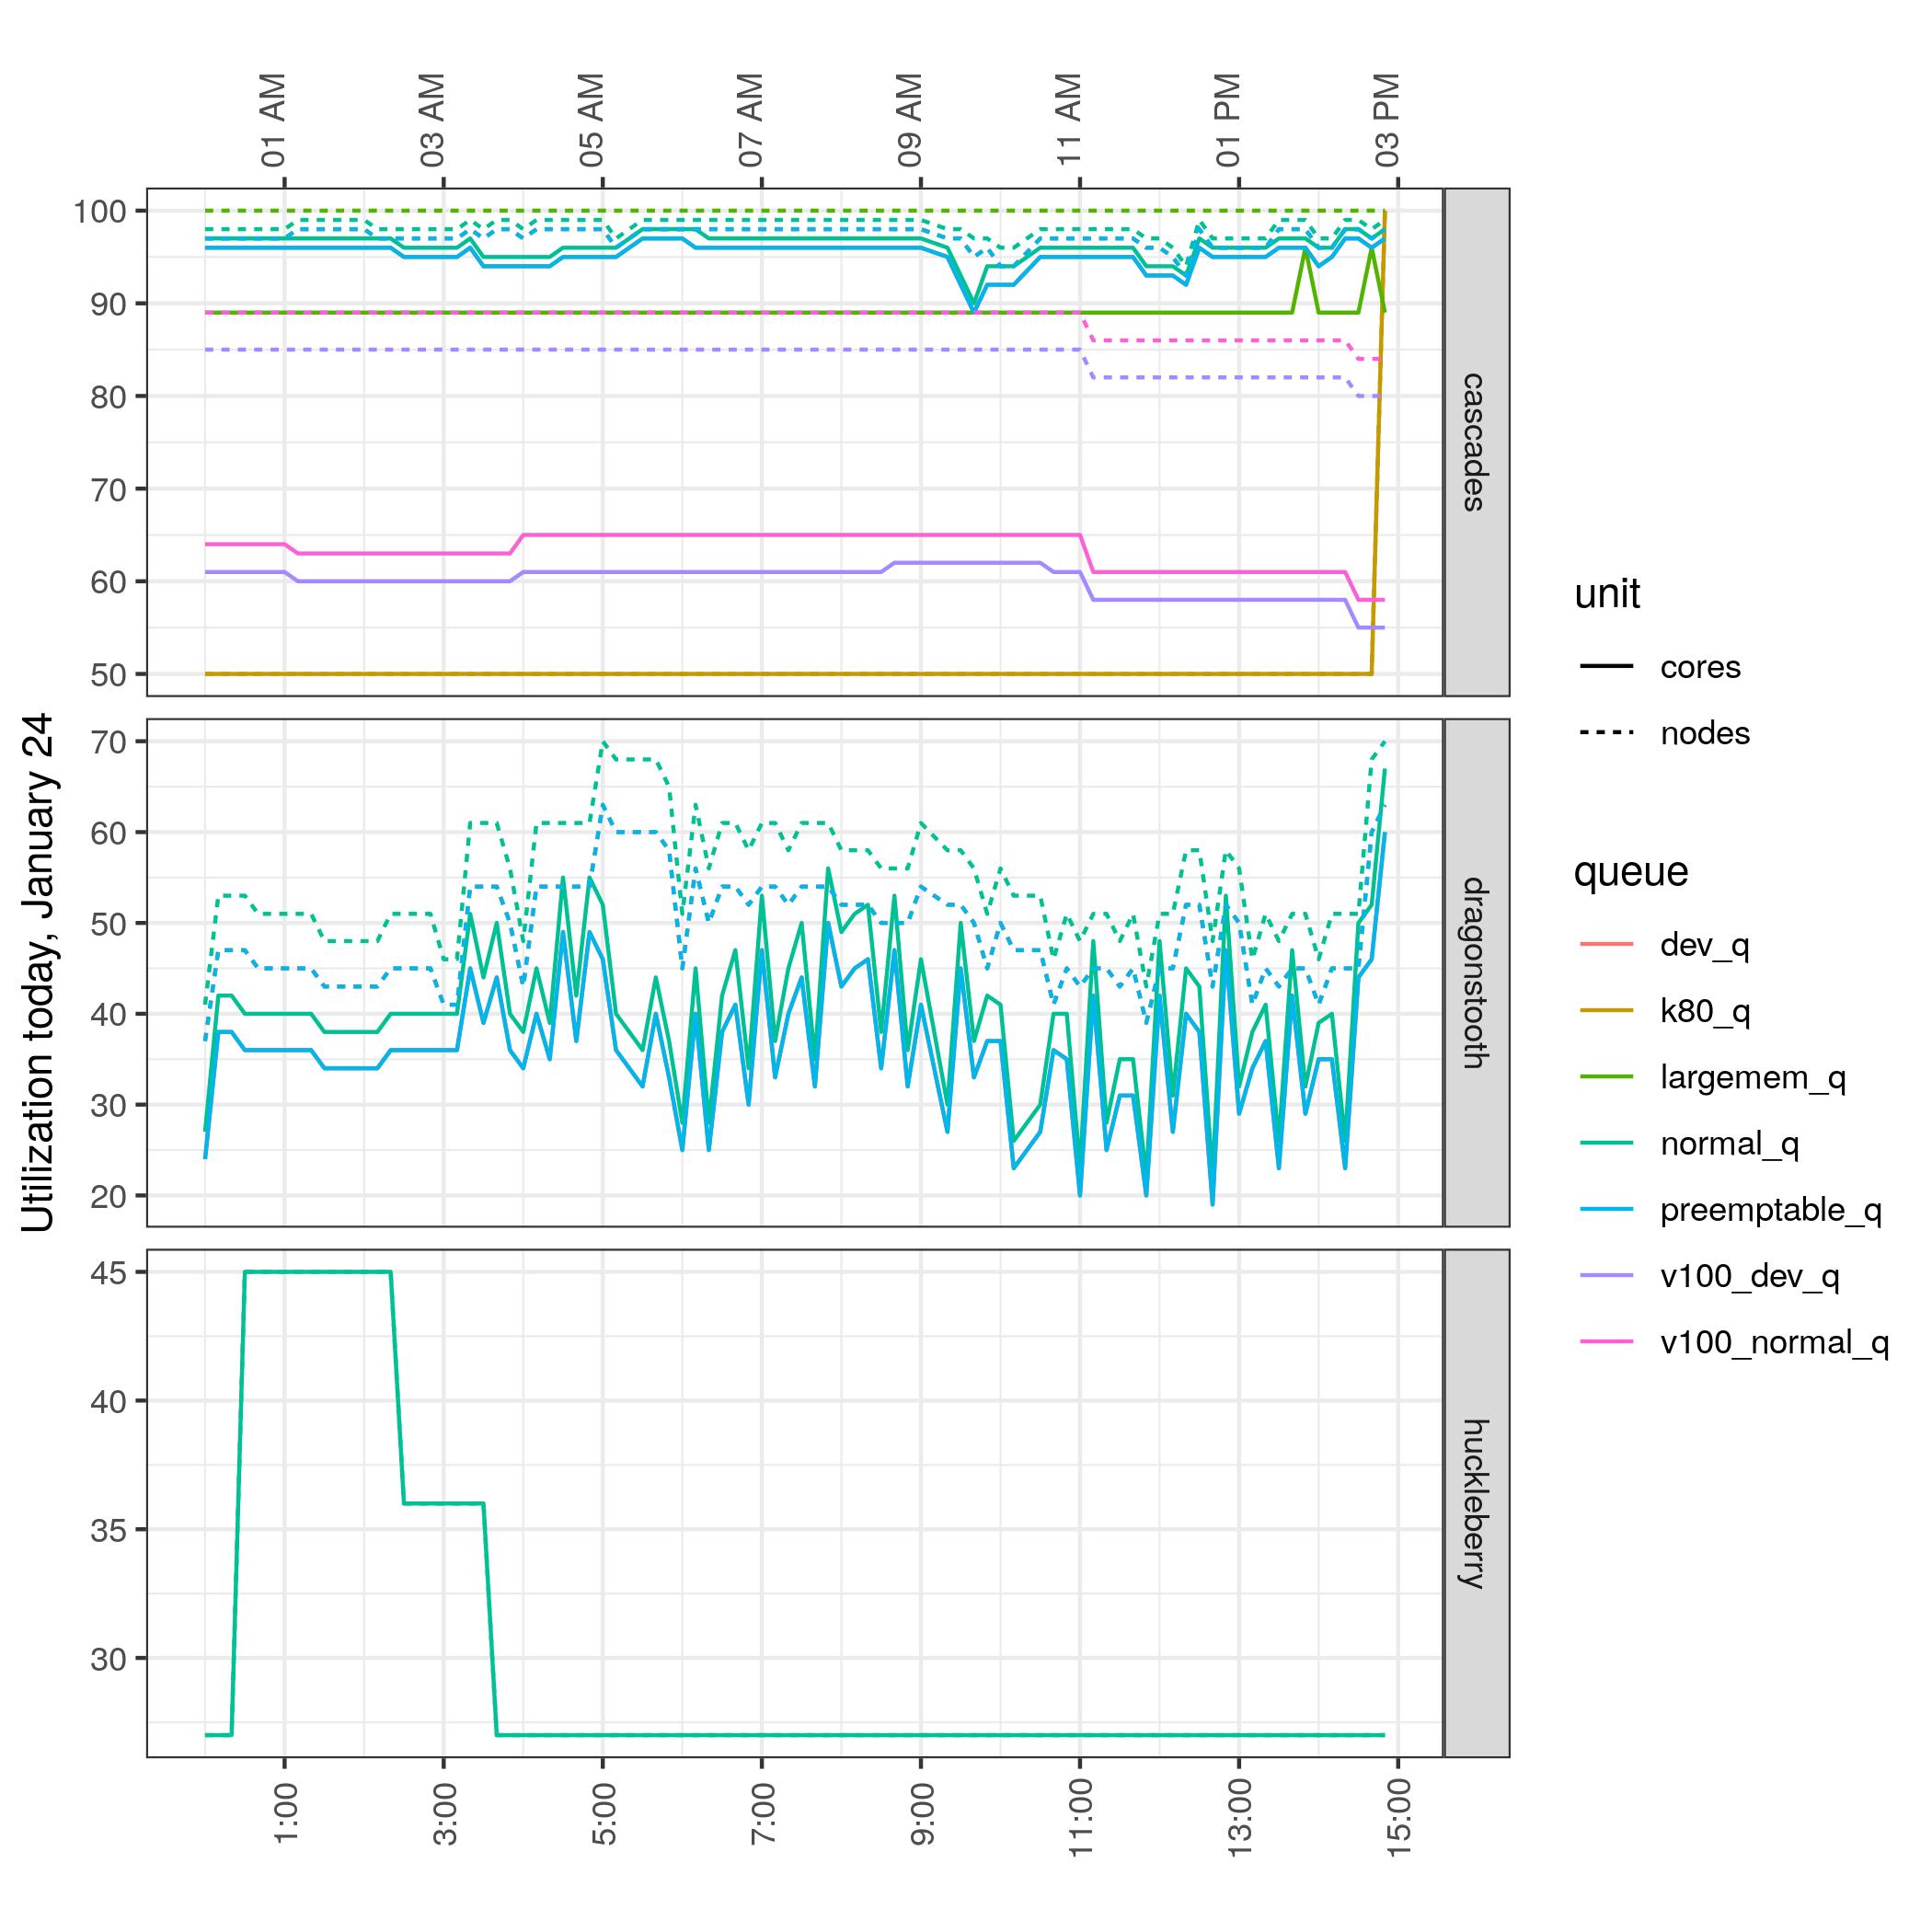 01 AM
03 AM
05 AM
07 AM
09 AM
11 AM
01 PM
03 PM
Utilization today, January 24
100
90
80
70
60
50
cascades
70
60
50
40
30
20
dragonstooth
45
40
35
30
huckleberry
1:00
3:00
5:00
7:00
9:00
11:00
13:00
15:00
unit
cores
nodes
queue
dev_q
k80_q
largemem_q
normal_q
preemptable_q
v100_dev_q
v100_normal_q